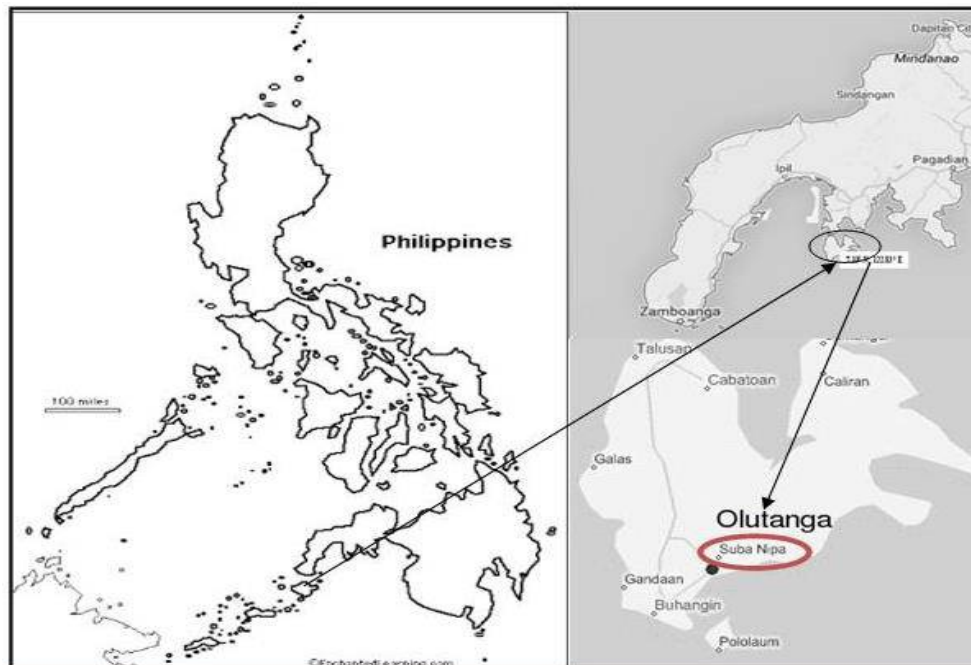 Philippines
100 miles
©EnchantedLearning.com
Dapitan Cit
Mindanao
Sindangan
Pagadian
Ipil
Zamboanga
Talusan
Cabatoan
Caliran
Galas
Olutanga
Suba Nipa
Gandaan
Buhangin
Pololaum